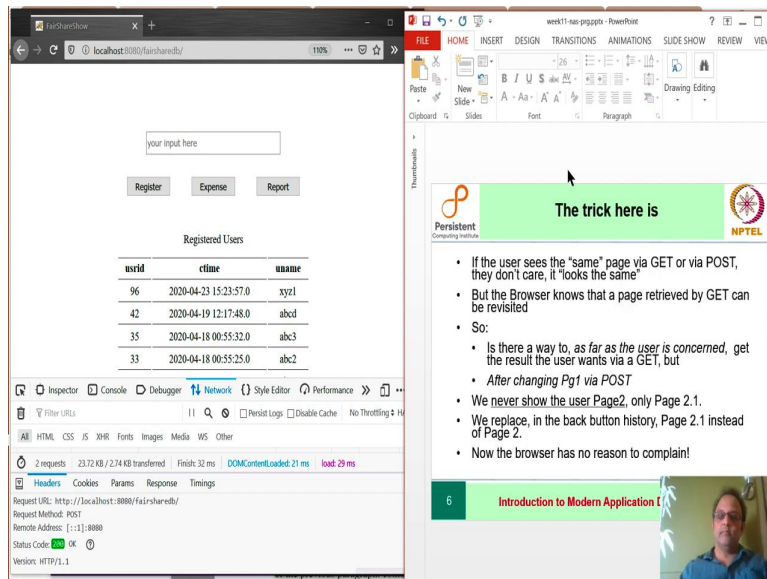 FairShareShow
localhost:8080/fairsharedb/
110%
your input here
Register Expense Report
Registered Users
usrid ctime uname
96 2020-04-23 15:23:57.0 xyz1
42 2020-04-19 12:17:48.0 abcd
35 2020-04-18 00:55:32.0 abc3
33 2020-04-18 00:55:25.0 abc2
Inspector Console Debugger Network Style Editor Performance
Filter URLs Persist Logs Disable Cache No Throttling
All HTML CSS JS XHR Fonts Images Media WS Other
2 requests 23.72 KB / 2.74 KB transferred Finish: 32 ms DOMContentLoaded: 21 ms load: 29 ms
Headers Cookies Params Response Timings
Request URL: http://localhost:8080/fairsharedb/
Request Method: POST
Remote Address: [::1]:8080
Status Code: 200 OK
Version: HTTP/1.1
week11-nas-prg.pptx - PowerPoint
FILE HOME INSERT DESIGN TRANSITIONS ANIMATIONS SLIDE SHOW REVIEW VIEW
Paste New Slide Drawing Editing
Clipboard Slides Font Paragraph
Thumbnails
Persistent
Computing Institute
The trick here is
NPTEL
• If the user sees the “same” page via GET or via POST,
they don’t care, it “looks the same”
• But the Browser knows that a page retrieved by GET can
be revisited
• So:
• Is there a way to, as far as the user is concerned, get
the result the user wants via a GET, but
• After changing Pg1 via POST
• We never show the user Page2, only Page 2.1.
• We replace, in the back button history, Page 2.1 instead
of Page 2.
• Now the browser has no reason to complain!
6 Introduction to Modern Application D